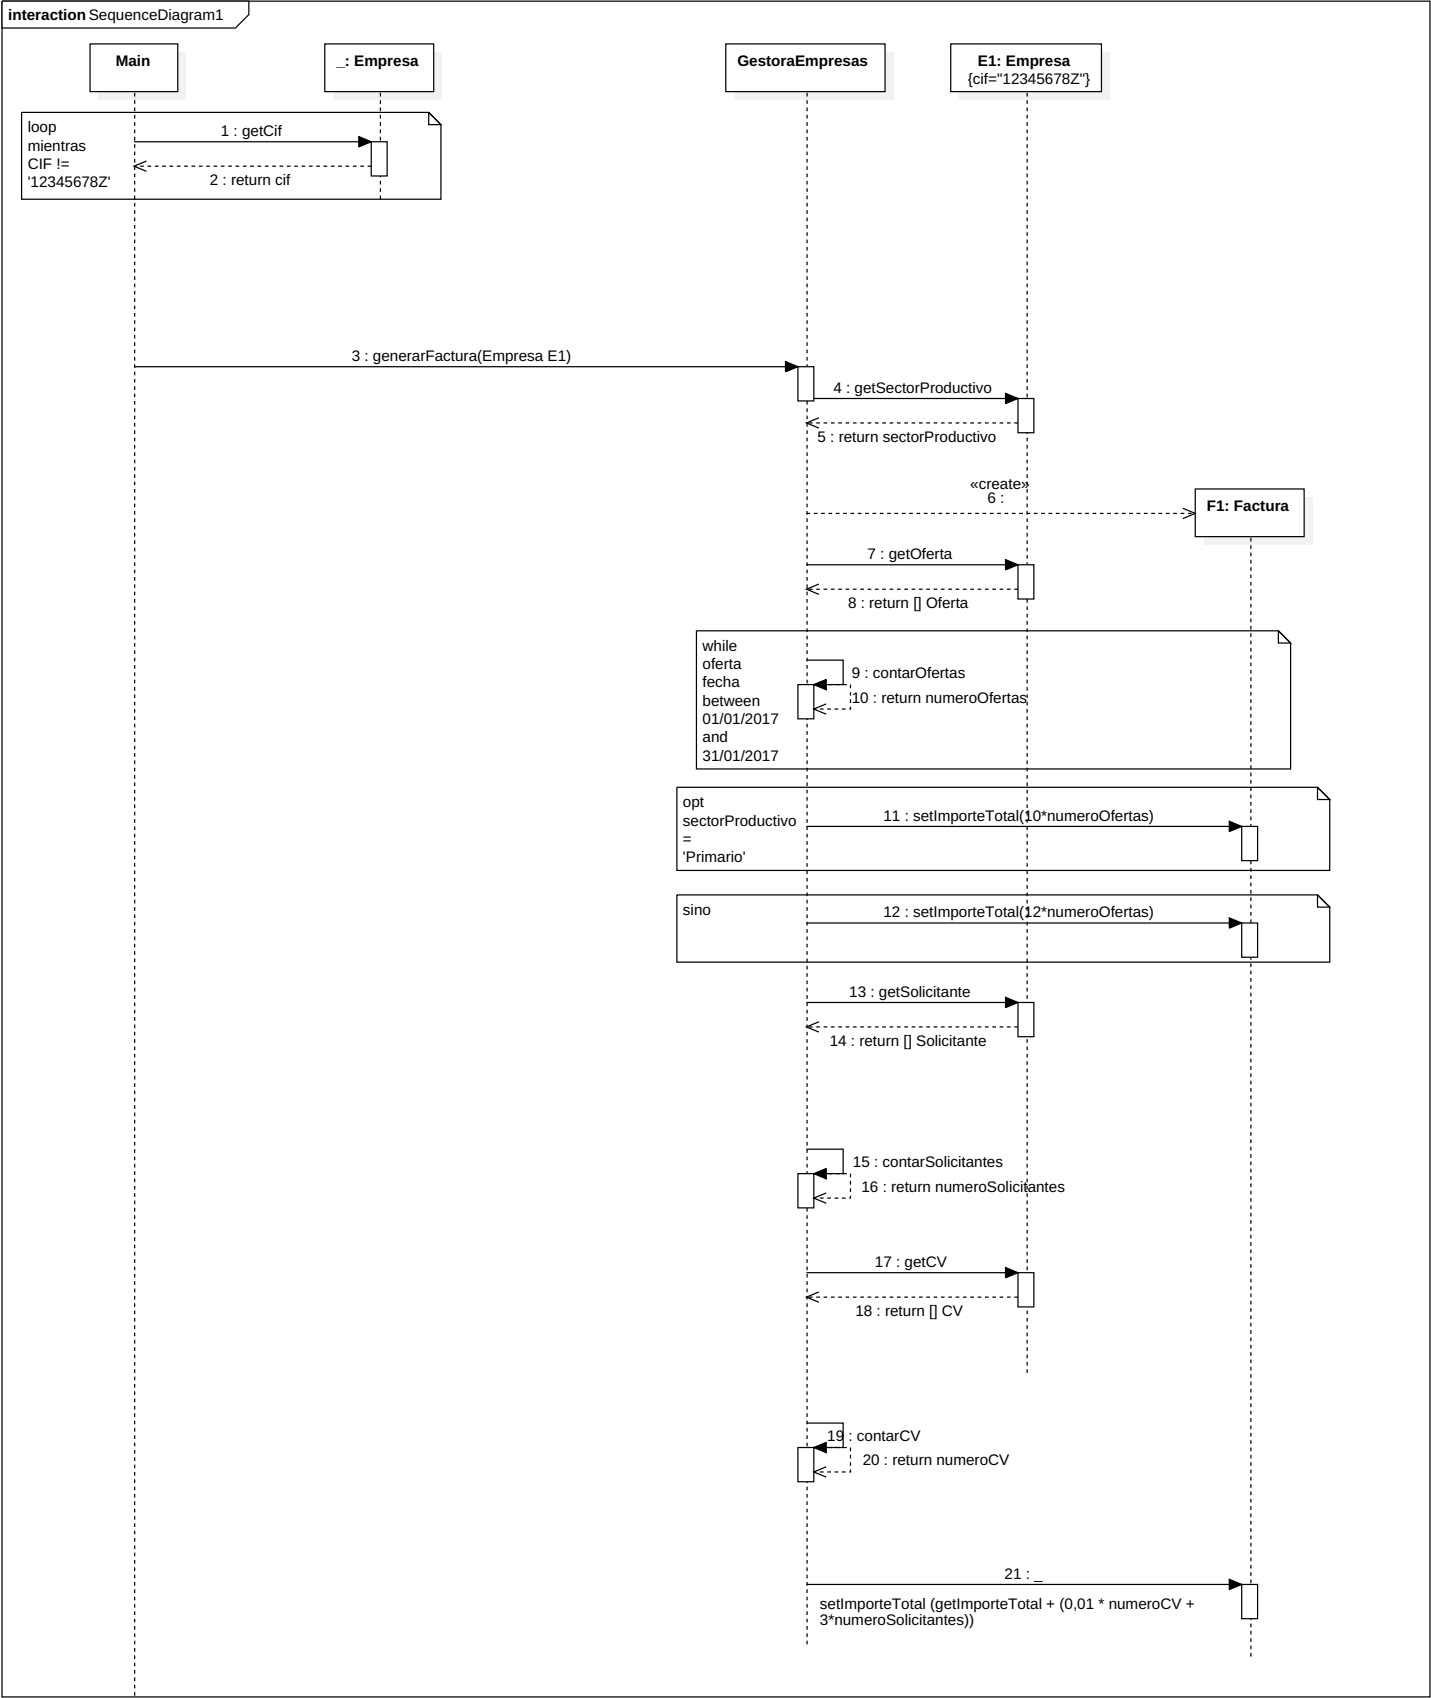 interaction SequenceDiagram1
Main
_: Empresa
GestoraEmpresas
E1: Empresa
{cif="12345678Z"}
loop
mientras
CIF !=
'12345678Z'
1 : getCif
2 : return cif
3 : generarFactura(Empresa E1)
4 : getSectorProductivo
5 : return sectorProductivo
«create»
6 :
F1: Factura
7 : getOferta
8 : return [] Oferta
while
oferta
fecha
between
01/01/2017
and
31/01/2017
9 : contarOfertas
10 : return numeroOfertas
opt
sectorProductivo
=
'Primario'
11 : setImporteTotal(10*numeroOfertas)
sino
12 : setImporteTotal(12*numeroOfertas)
13 : getSolicitante
14 : return [] Solicitante
15 : contarSolicitantes
16 : return numeroSolicitantes
17 : getCV
18 : return [] CV
19 : contarCV
20 : return numeroCV
21 : _
setImporteTotal (getImporteTotal + (0,01 * numeroCV +
3*numeroSolicitantes))